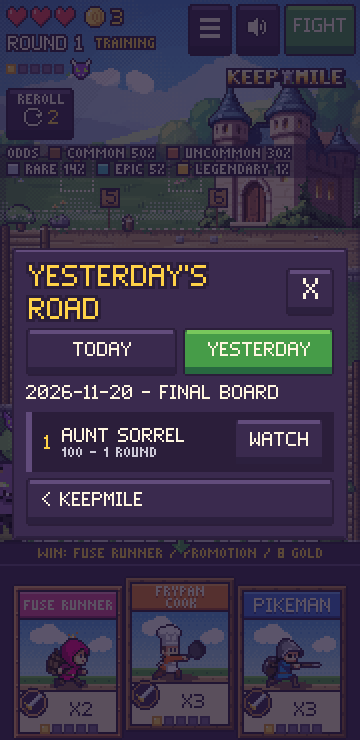 3
ROUND 1 TRAINING
FIGHT
KEEPMILE
REROLL
2
ODDS COMMON 50% UNCOMMON 30%
RARE 14% EPIC 5% LEGENDARY 1%
5 6
YESTERDAY'S
ROAD
X
TODAY YESTERDAY
2026-11-20 - FINAL BOARD
1 AUNT SORREL WATCH
100 - 1 ROUND
< KEEPMILE
WIN: FUSE RUNNER / PROMOTION / 8 GOLD
FUSE RUNNER
FRYPAN
COOK
PIKEMAN
X2 X3 X3